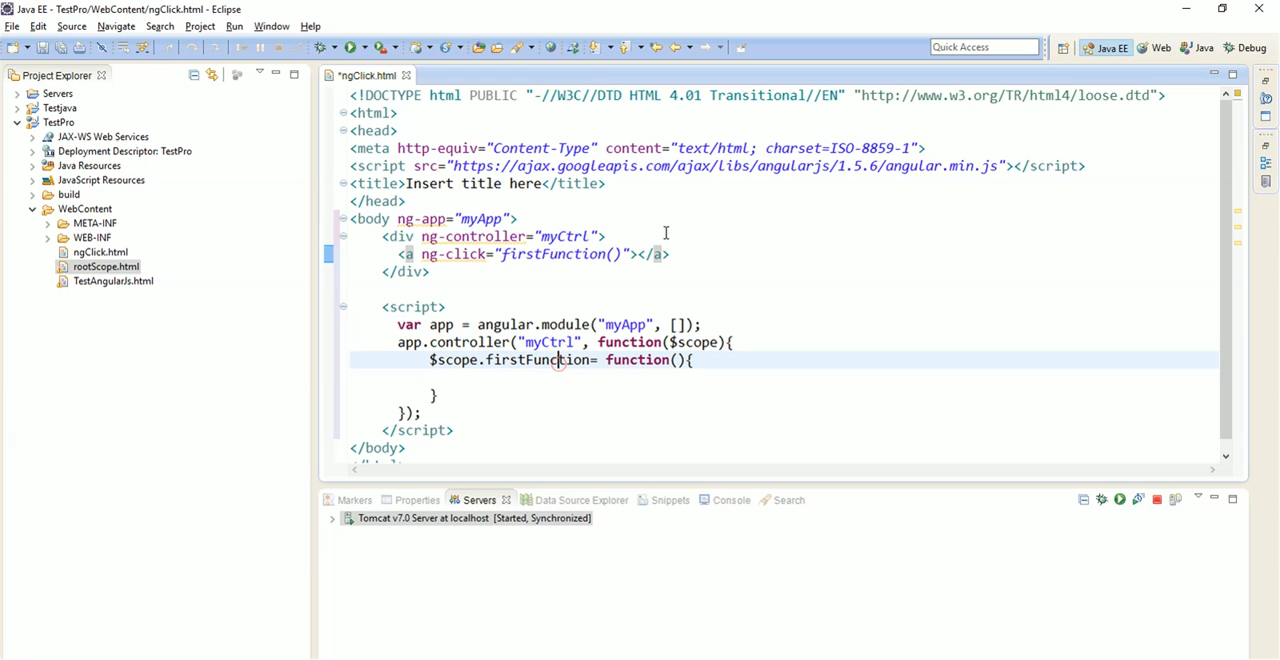 Java EE - TestPro/WebContent/ngClick.html - Eclipse
File Edit Source Navigate Search Project Run Window Help
Quick Access
Java EE Web Java Debug
Project Explorer
Servers
Testjava
TestPro
JAX-WS Web Services
Deployment Descriptor: TestPro
Java Resources
JavaScript Resources
build
WebContent
META-INF
WEB-INF
ngClick.html
rootScope.html
TestAngularJs.html
*ngClick.html
<!DOCTYPE html PUBLIC "-//W3C//DTD HTML 4.01 Transitional//EN" "http://www.w3.org/TR/html4/loose.dtd">
<html>
<head>
<meta http-equiv="Content-Type" content="text/html; charset=ISO-8859-1">
<script src="https://ajax.googleapis.com/ajax/libs/angularjs/1.5.6/angular.min.js"></script>
<title>Insert title here</title>
</head>
<body ng-app="myApp">
<div ng-controller="myCtrl">
<a ng-click="firstFunction()"></a>
</div>
<script>
var app = angular.module("myApp", []);
app.controller("myCtrl", function($scope){
$scope.firstFunction= function(){
}
});
</script>
</body>
Markers Properties Servers Data Source Explorer Snippets Console Search
Tomcat v7.0 Server at localhost [Started, Synchronized]